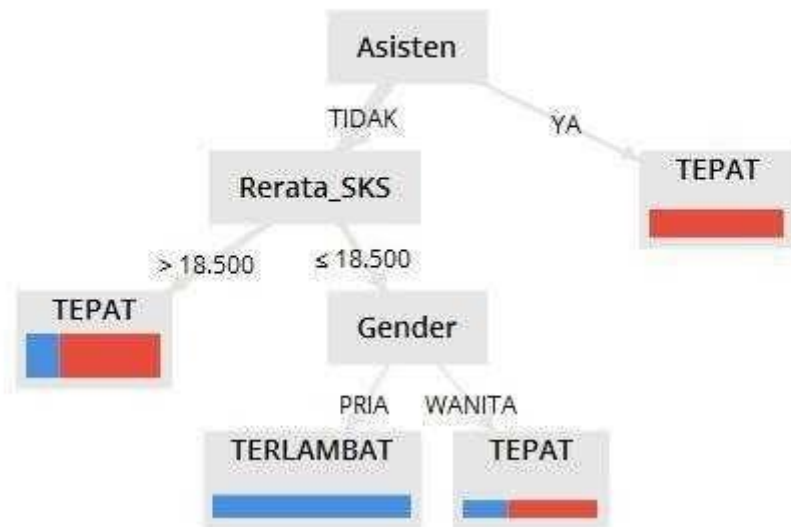 Asisten
TIDAK
YA
Rerata_SKS
TEPAT
> 18.500
≤ 18.500
TEPAT
Gender
PRIA
WANITA
TERLAMBAT
TEPAT